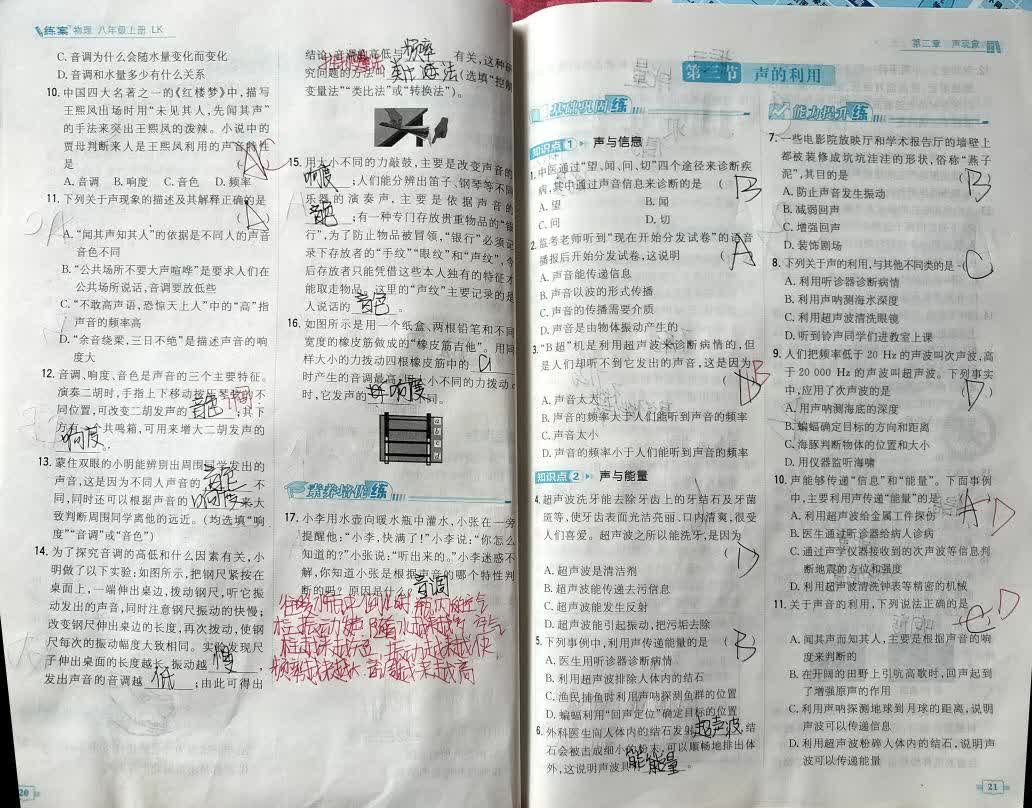 练案 物理 八年级上册 LK
C. 音调为什么会随水量变化而变化
D. 音调和水量多少有什么关系
10. 中国四大名著之一的《红楼梦》中,描写
王熙凤出场时用“未见其人,先闻其声”
的手法来突出王熙凤的泼辣。小说中的
贾母判断来人是王熙凤利用的声音的特性
是
A. 音调 B. 响度 C. 音色 D. 频率
11. 下列关于声现象的描述及其解释正确的是
( A )
A. “闻其声知其人”的依据是不同人的声音
音色不同
B. “公共场所不要大声喧哗”是要求人们在
公共场所说话,音调要放低些
C. “不敢高声语,恐惊天上人”中的“高”指
声音的频率高
D. “余音绕梁,三日不绝”是描述声音的响
度大
12. 音调、响度、音色是声音的三个主要特征。
演奏二胡时,手指上下移动按压琴弦的不
同位置,可改变二胡发声的 音色 音调 ;其下
方有一个共鸣箱,可用来增大二胡发声的
响度。
13. 蒙住双眼的小明能辨别出周围同学发出的
声音,这是因为不同人声音的 音色 不
同,同时还可以根据声音的 响度 来大
致判断周围同学离他的远近。(均选填“响
度”“音调”或“音色”)
14. 为了探究音调的高低和什么因素有关,小
明做了以下实验:如图所示,把钢尺紧按在
桌面上,一端伸出桌边,拨动钢尺,听它振
动发出的声音,同时注意钢尺振动的快慢;
改变钢尺伸出桌边的长度,再次拨动,使钢
尺每次的振动幅度大致相同。实验发现尺
子伸出桌面的长度越长,振动越 慢 ,
发出声音的音调越 低 ;由此可得出
20
结论:音调的高低与 频率 有关,这种研
究问题的方法叫 (选填“控制
变量法”“类比法”或“转换法”)。
15. 用大小不同的力敲鼓,主要是改变声音的
响度 ;人们能分辨出笛子、钢琴等不同
乐器的演奏声,主要是依据声音的
音色 ;有一种专门存放贵重物品的“银
行”,为了防止物品被冒领,“银行”必须记
录下存放者的“手纹”“眼纹”和“声纹”,今
后存放者只能凭借这些本人独有的特征才
能取走物品。这里的“声纹”主要记录的是
人说话的 音色 。
16. 如图所示是用一个纸盒、两根铅笔和不同
宽度的橡皮筋做成的“橡皮筋吉他”。用同
样大小的力拨动四根橡皮筋中的 a
时产生的音调最高;用大小不同的力拨动a
时,它发声的 响度 不同。
a
b
c
d
素养培优练
17. 小李用水壶向暖水瓶中灌水,小张在一旁
提醒他:“小李,快满了!”小李说:“你怎么
知道的?”小张说:“听出来的。”小李迷惑不
解,你知道小张是根据声音的哪个特性判
断的吗?原因是什么? 音调
第二章 声现象
第三节 声的利用
基础巩固练
知识点 1 声与信息
1. 中医通过“望、闻、问、切”四个途径来诊断疾
病,其中通过声音信息来诊断的是 ( B )
A. 望 B. 闻
C. 问 D. 切
2. 监考老师听到“现在开始分发试卷”的语音
播报后开始分发试卷,这说明 ( A )
A. 声音能传递信息
B. 声音以波的形式传播
C. 声音的传播需要介质
D. 声音是由物体振动产生的
3. “B超”机是利用超声波来诊断疾病的,但
是人们却听不到它发出的声音,这是因为
B
A. 声音太大
B. 声音的频率大于人们能听到声音的频率
C. 声音太小
D. 声音的频率小于人们能听到声音的频率
知识点 2 声与能量
4. 超声波洗牙能去除牙齿上的牙结石及牙菌
斑等,使牙齿表面光洁亮丽、口内清爽,很受
人们喜爱。超声波之所以能洗牙,是因为
( D )
A. 超声波是清洁剂
B. 超声波能传递去污信息
C. 超声波能发生反射
D. 超声波能引起振动,把污垢去除
5. 下列事例中,利用声传递能量的是 ( B )
A. 医生用听诊器诊断病情
B. 利用超声波排除人体内的结石
C. 渔民捕鱼时利用声呐探测鱼群的位置
D. 蝙蝠利用“回声定位”确定目标的位置
6. 外科医生向人体内的结石发射 超声波,结
石会被击成细小的粉末,可以顺畅地排出体
外,这说明声波具有 能量。
能力提升练
7. 一些电影院放映厅和学术报告厅的墙壁上
都被装修成坑坑洼洼的形状,俗称“燕子
泥”,其目的是 ( B )
A. 防止声音发生振动
B. 减弱回声
C. 增强回声
D. 装饰剧场
8. 下列关于声的利用,与其他不同类的是 ( C )
A. 利用听诊器诊断病情
B. 利用声呐测海水深度
C. 利用超声波清洗眼镜
D. 听到铃声同学们进教室上课
9. 人们把频率低于 20 Hz 的声波叫次声波,高
于 20 000 Hz 的声波叫超声波。下列事实
中,应用了次声波的是 ( D )
A. 用声呐测海底的深度
B. 蝙蝠确定目标的方向和距离
C. 海豚判断物体的位置和大小
D. 用仪器监听海啸
10. 声能够传递“信息”和“能量”。下面事例
中,主要利用声传递“能量”的是 ( A ) D
A. 利用超声波给金属工件探伤
B. 医生通过听诊器给病人诊病
C. 通过声学仪器接收到的次声波等信息判
断地震的方位和强度
D. 利用超声波清洗钟表等精密的机械
11. 关于声音的利用,下列说法正确的是
( C ) D
A. 闻其声而知其人,主要是根据声音的响
度来判断的
B. 在开阔的田野上引吭高歌时,回声起到
了增强原声的作用
C. 利用声呐探测地球到月球的距离,说明
声波可以传递信息
D. 利用超声波粉碎人体内的结石,说明声
波可以传递能量
21